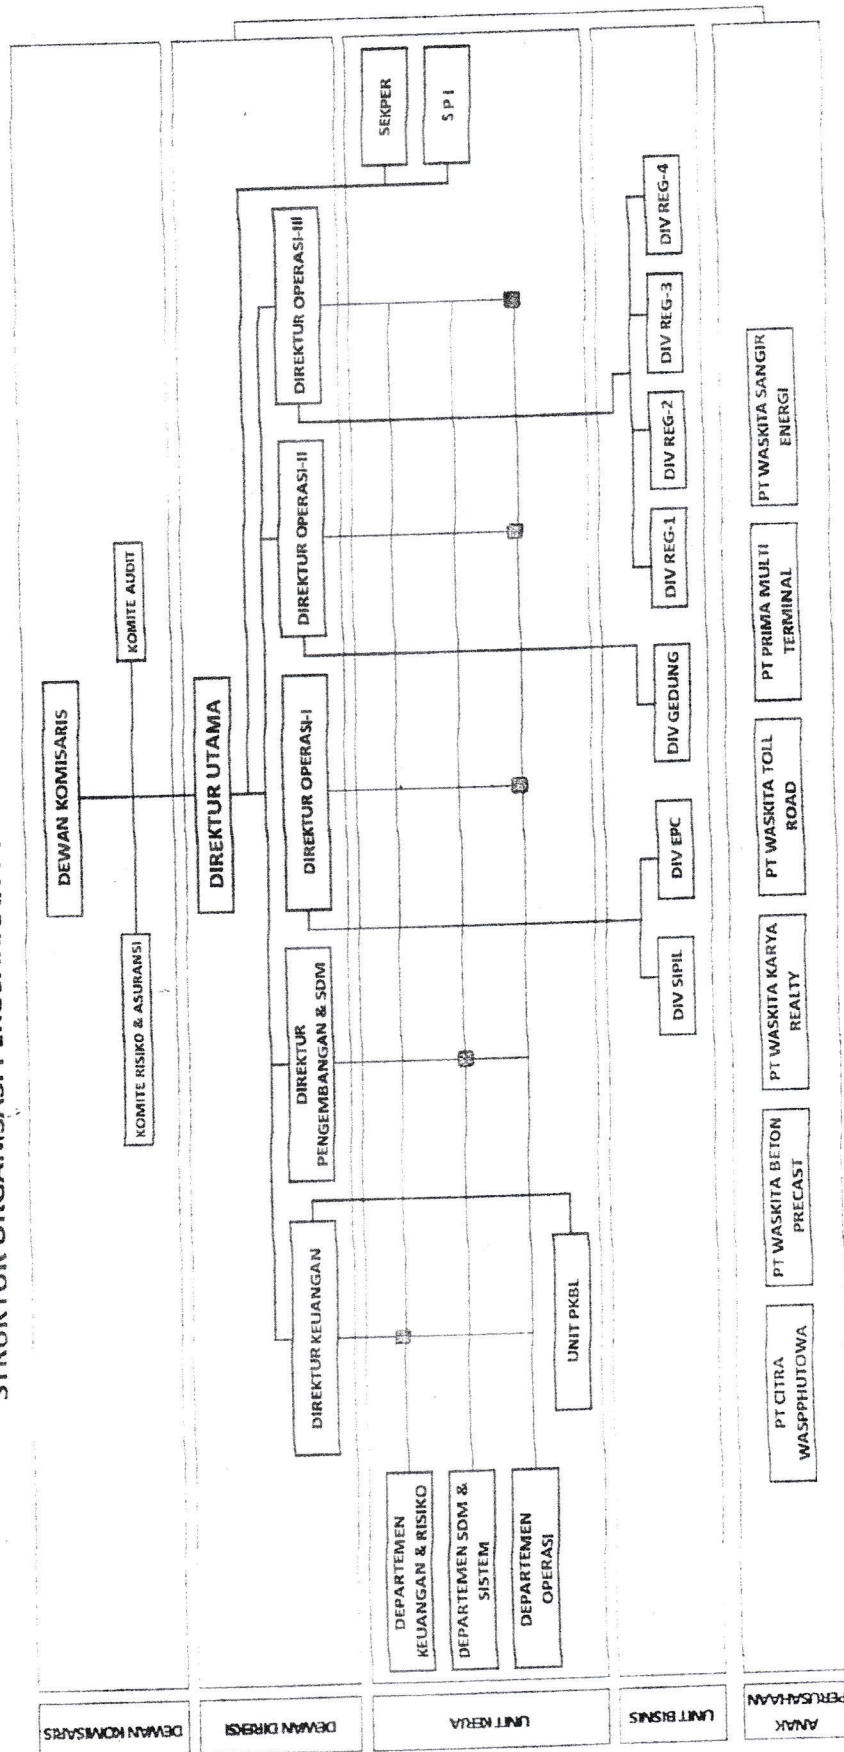 DEWAN KOMISARIS
DEWAN KOMISARIS
KOMITE RISIKO & ASURANSI
KOMITE AUDIT
DEWAN DIREKSI
DIREKTUR UTAMA
DIREKTUR KEUANGAN
DIREKTUR
PENGEMBANGAN & SDM
DIREKTUR OPERASI-I
DIREKTUR OPERASI-II
DIREKTUR OPERASI-III
UNIT KERJA
SEKPER
S P I
DEPARTEMEN
KEUANGAN & RISIKO
DEPARTEMEN SDM &
SISTEM
DEPARTEMEN
OPERASI
UNIT PKBL
UNIT BISNIS
DIV SIPIL
DIV EPC
DIV GEDUNG
DIV REG-1
DIV REG-2
DIV REG-3
DIV REG-4
ANAK
PERUSAHAAN
PT CITRA
WASPPHUTOWA
PT WASKITA BETON
PRECAST
PT WASKITA KARYA
REALTY
PT WASKITA TOLL
ROAD
PT PRIMA MULTI
TERMINAL
PT WASKITA SANGIR
ENERGI